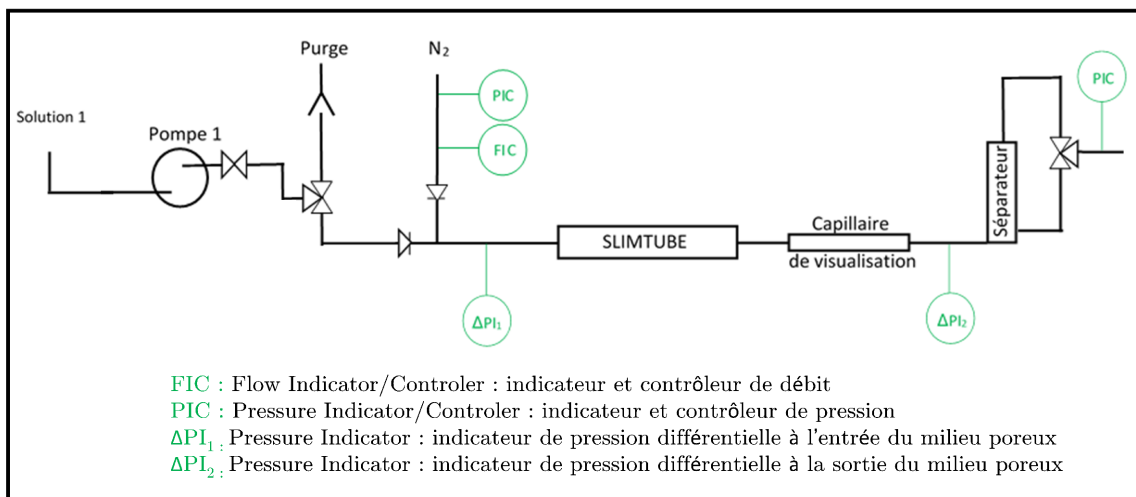 Purge
N₂
PIC
PIC
Solution 1
Pompe 1
FIC
Séparateur
Capillaire
SLIMTUBE
de visualisation
ΔPI₁
ΔPI₂
FIC : Flow Indicator/Controler : indicateur et contrôleur de débit
PIC : Pressure Indicator/Controler : indicateur et contrôleur de pression
ΔPI₁ : Pressure Indicator : indicateur de pression différentielle à l'entrée du milieu poreux
ΔPI₂ : Pressure Indicator : indicateur de pression différentielle à la sortie du milieu poreux